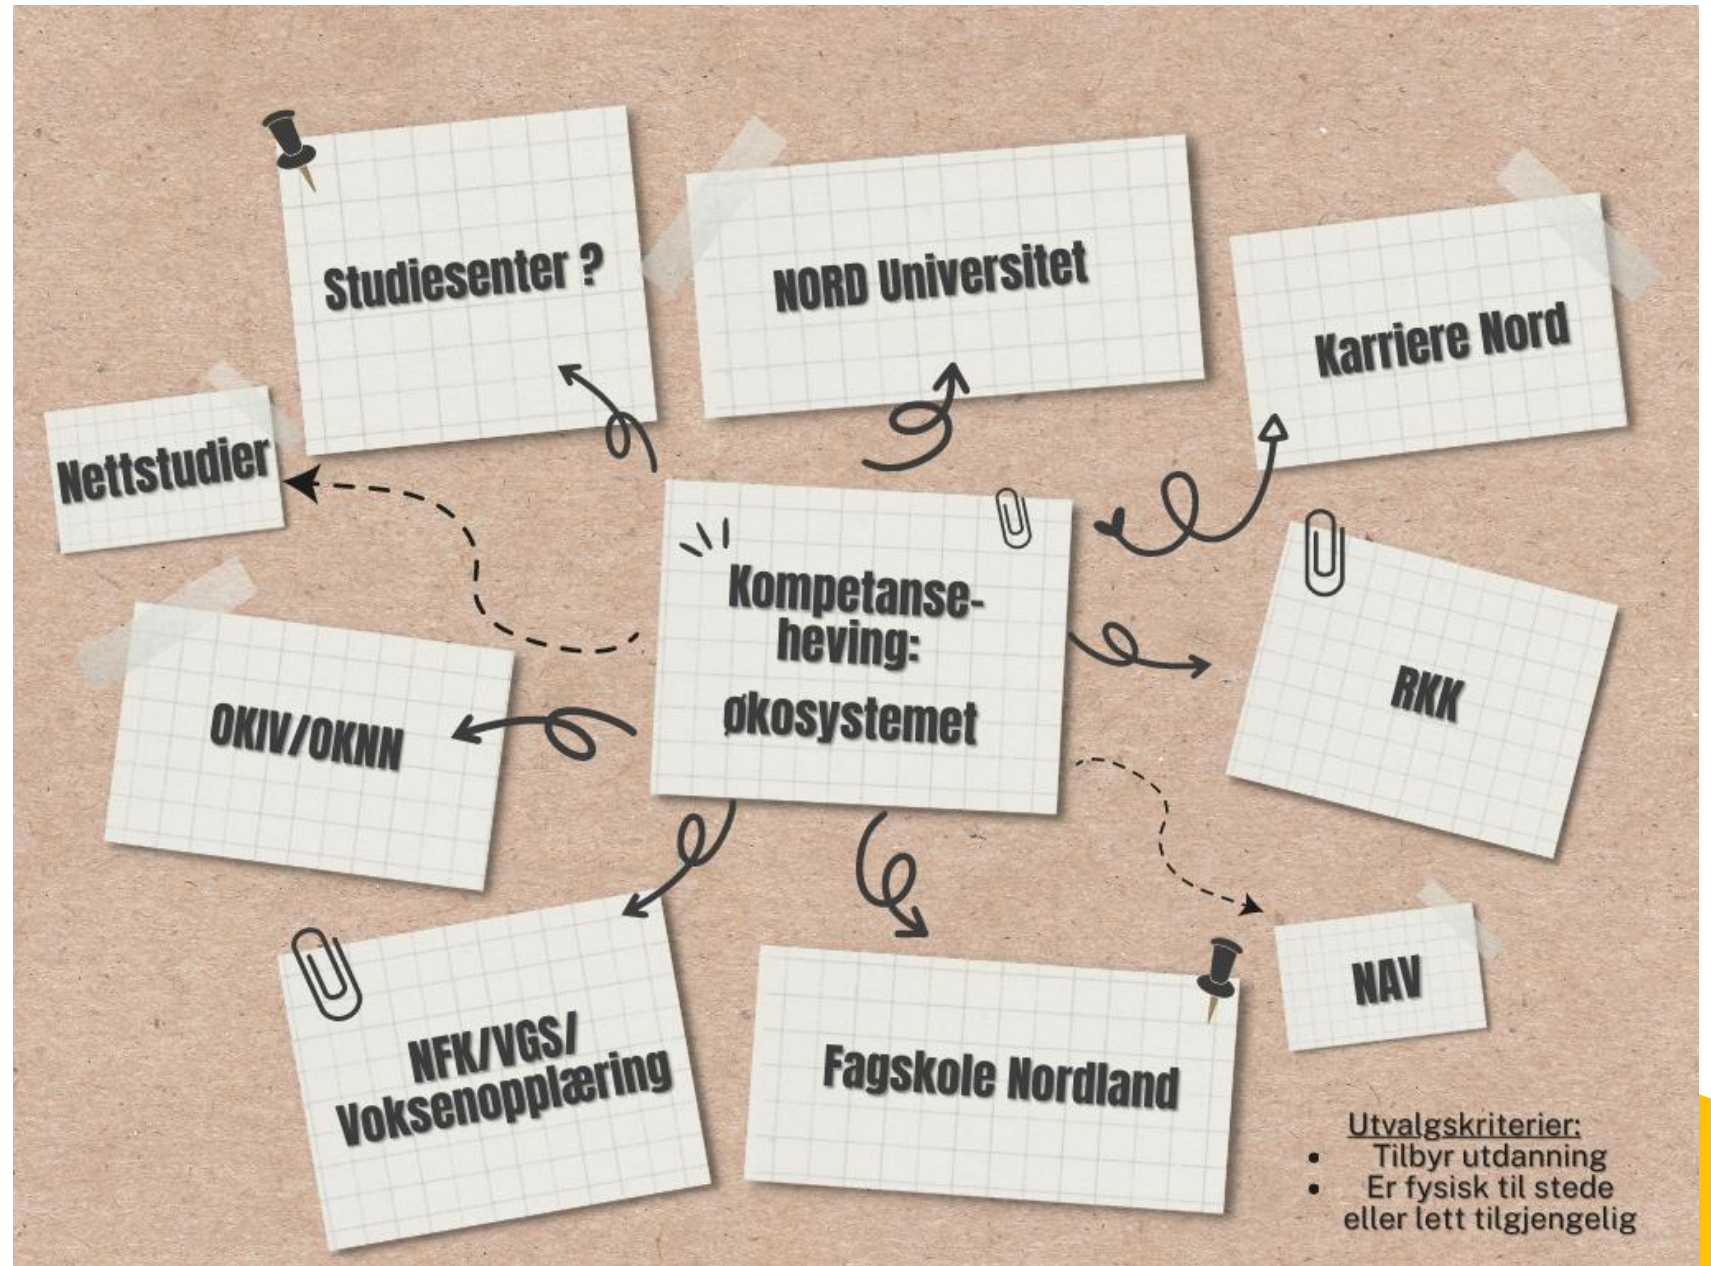 Studiesenter ?
NORD Universitet
Karriere Nord
Nettstudier
Kompetanse-
heving:
økosystemet
OKIV/OKNN
RKK
NFK/VGS/
Voksenopplæring
Fagskole Nordland
NAV
Utvalgskriterier:
• Tilbyr utdanning
• Er fysisk til stede
eller lett tilgjengelig